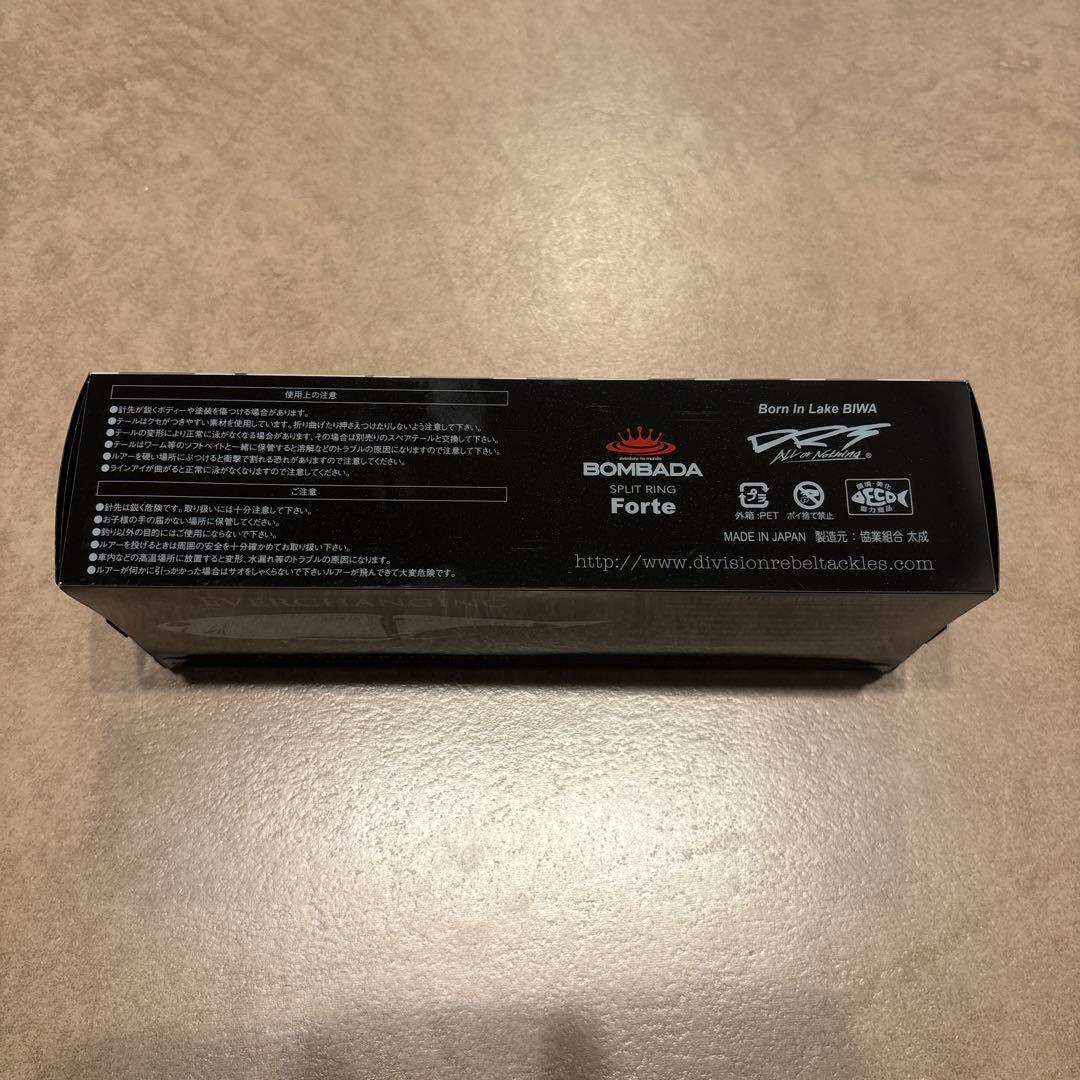 使用上の注意
●針先が鋭くボディーや塗装を傷つける場合があります。
●テールはクセがつきやすい素材を使用しています。折り曲げたり押さえつけたりしないよう注意して下さい。
●テールの変形により正常に泳がなくなる場合があります、その場合は別売りのスペアテールと交換して下さい。
●テールはワーム等のソフトベイトと一緒に保管すると溶解などのトラブルの原因になりますので注意して下さい。
●ルアーを硬い場所にぶつけると衝撃で割れる恐れがありますので注意してください。
●ラインアイが曲がると正常に泳がなくなりますので注意してください。
ご注意
●針先は鋭く危険です。取り扱いには十分注意して下さい。
●お子様の手の届かない場所に保管してください。
●釣り以外の目的にはご使用にならないで下さい。
●ルアーを投げるときは周囲の安全を十分確かめてお取り扱い下さい。
●車内などの高温場所に放置すると変形、水漏れ等のトラブルの原因になります。
●ルアーが何かに引っかかった場合はサオをしゃくらないで下さいルアーが飛んできて大変危険です。
aventura no mundo
BOMBADA
SPLIT RING
Forte
Born In Lake BIWA
DRT
ALL OR NOTHING ®
プラ
外箱:PET ポイ捨て禁止
環境・美化
ECO
協力商品
MADE IN JAPAN 製造元:協業組合 太成
http://www.divisionrebeltackles.com
EVERCHANGING